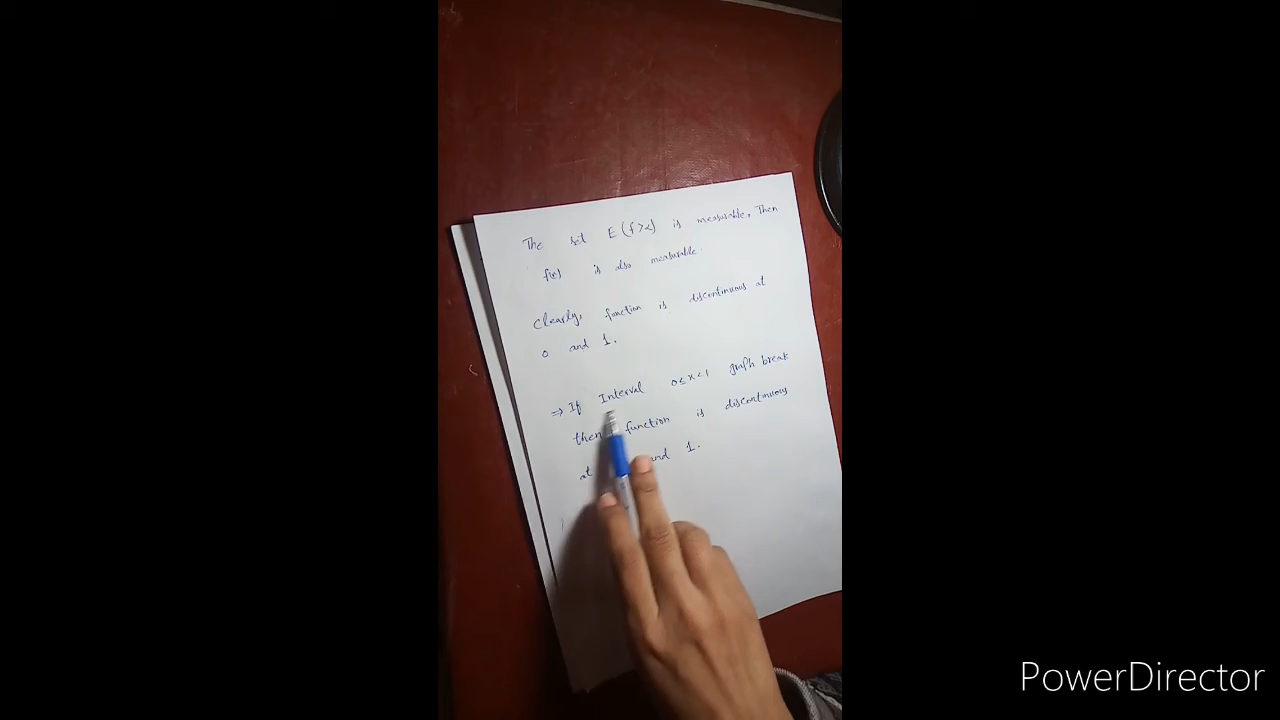 The set E(f>α) is measurable. Then
f(x) is also measurable.
Clearly, function is discontinuous at
0 and 1.
⇒ If Interval 0≤x<1 graph break
then function is discontinuous
at and 1.
PowerDirector